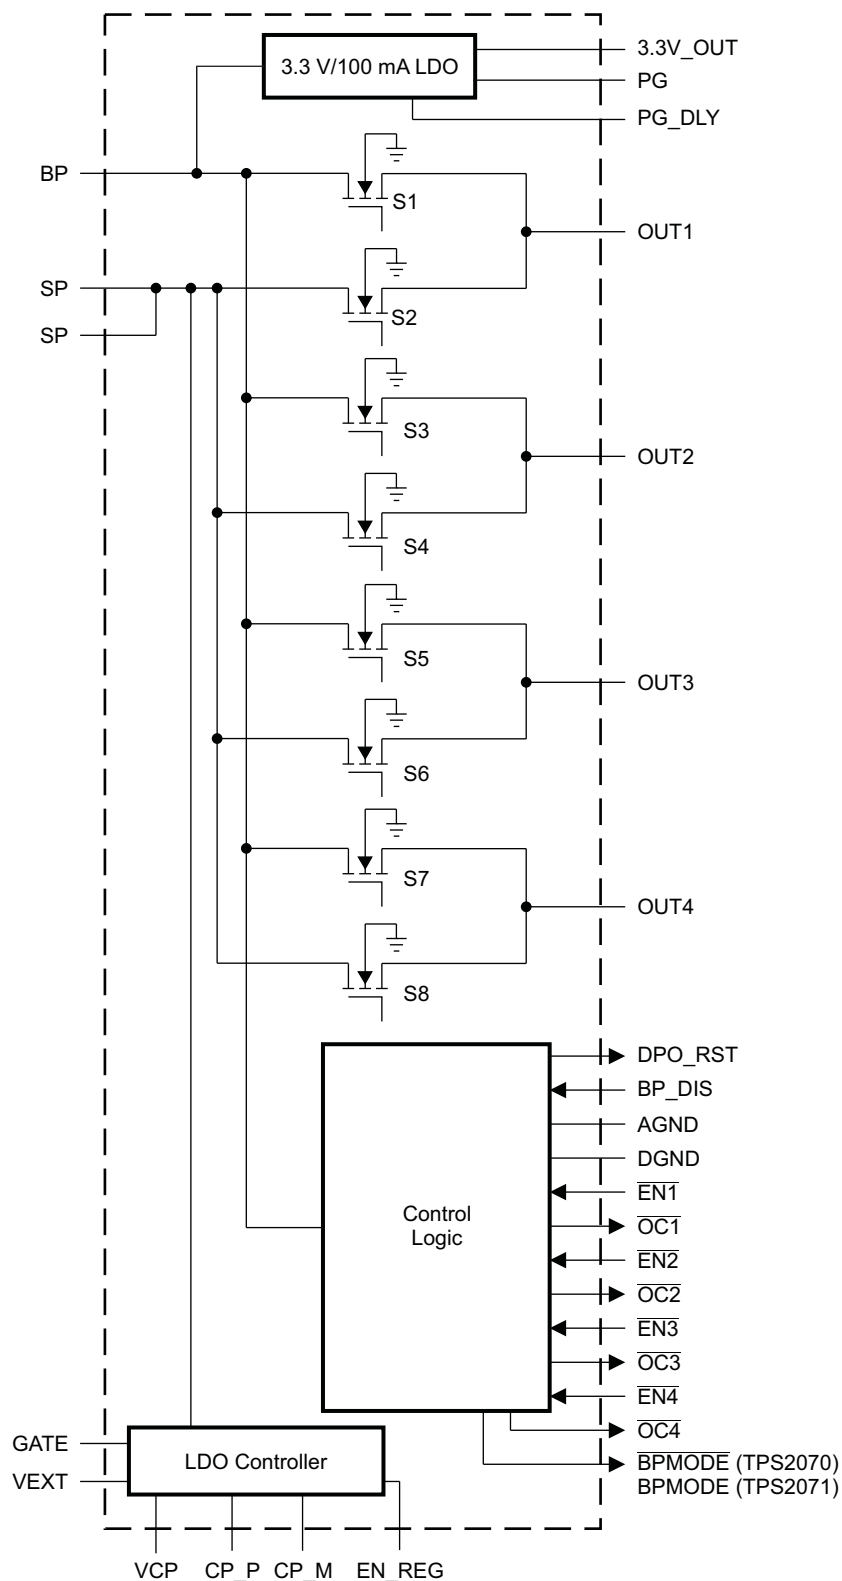 3.3 V/100 mA LDO
3.3V_OUT
PG
PG_DLY
BP
S1
OUT1
SP
S2
SP
S3
OUT2
S4
S5
OUT3
S6
S7
OUT4
S8
DPO_RST
BP_DIS
AGND
DGND
EN1
Control
Logic
OC1
EN2
OC2
EN3
OC3
EN4
OC4
GATE
LDO Controller
BPMODE (TPS2070)
VEXT
BPMODE (TPS2071)
VCP
CP_P
CP_M
EN_REG